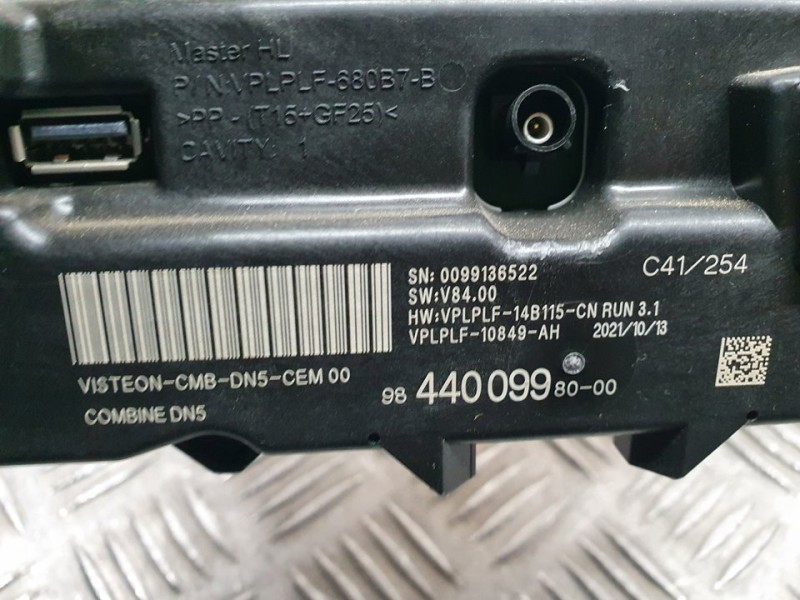 Master HL
P/N:VPLPLF-680B7-B
>PP-(T15+GF25)<
CAVITY: 1
SN: 0099136522
SW:V84.00
HW:VPLPLF-14B115-CN RUN 3.1
VPLPLF-10849-AH 2021/10/13
C41/254
VISTEON-CMB-DN5-CEM 00
COMBINE DN5
98 440099 80-00